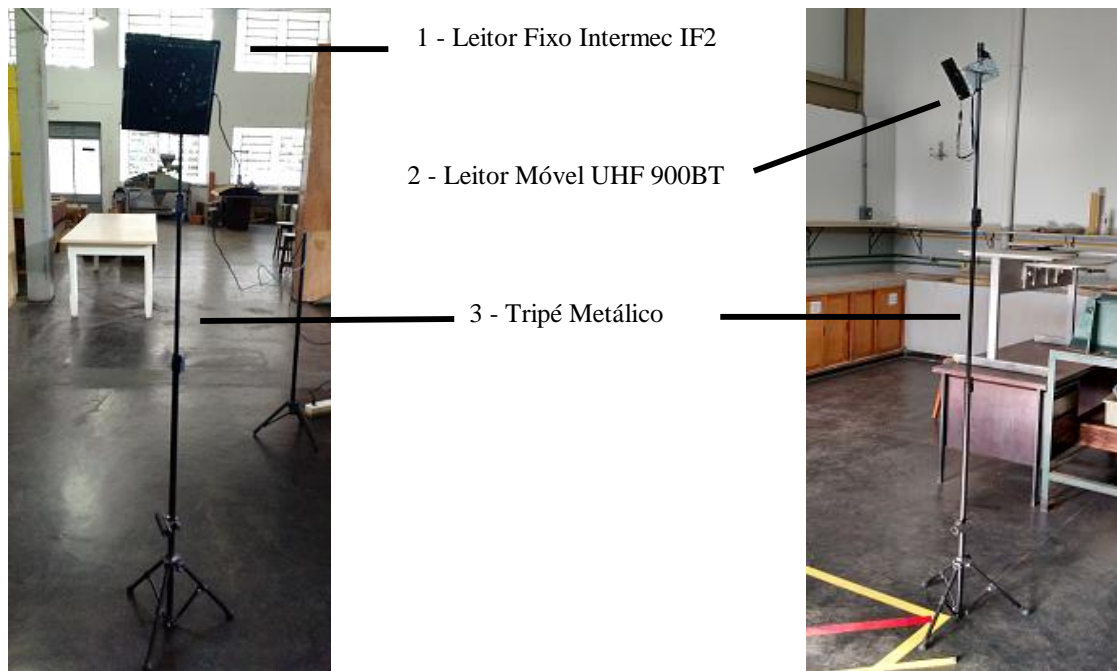 1 - Leitor Fixo Intermec IF2
2 - Leitor Móvel UHF 900BT
3 - Tripé Metálico